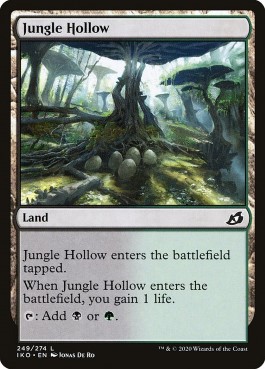 Jungle Hollow
Land
Jungle Hollow enters the battlefield
tapped.
When Jungle Hollow enters the
battlefield, you gain 1 life.
: Add or .
249/274 L
IKO • EN Jonas De Ro
™ & © 2020 Wizards of the Coast